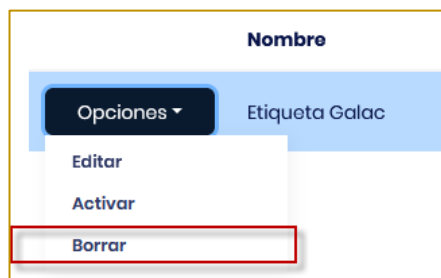 Nombre
Opciones Etiqueta Galac
Editar
Activar
Borrar